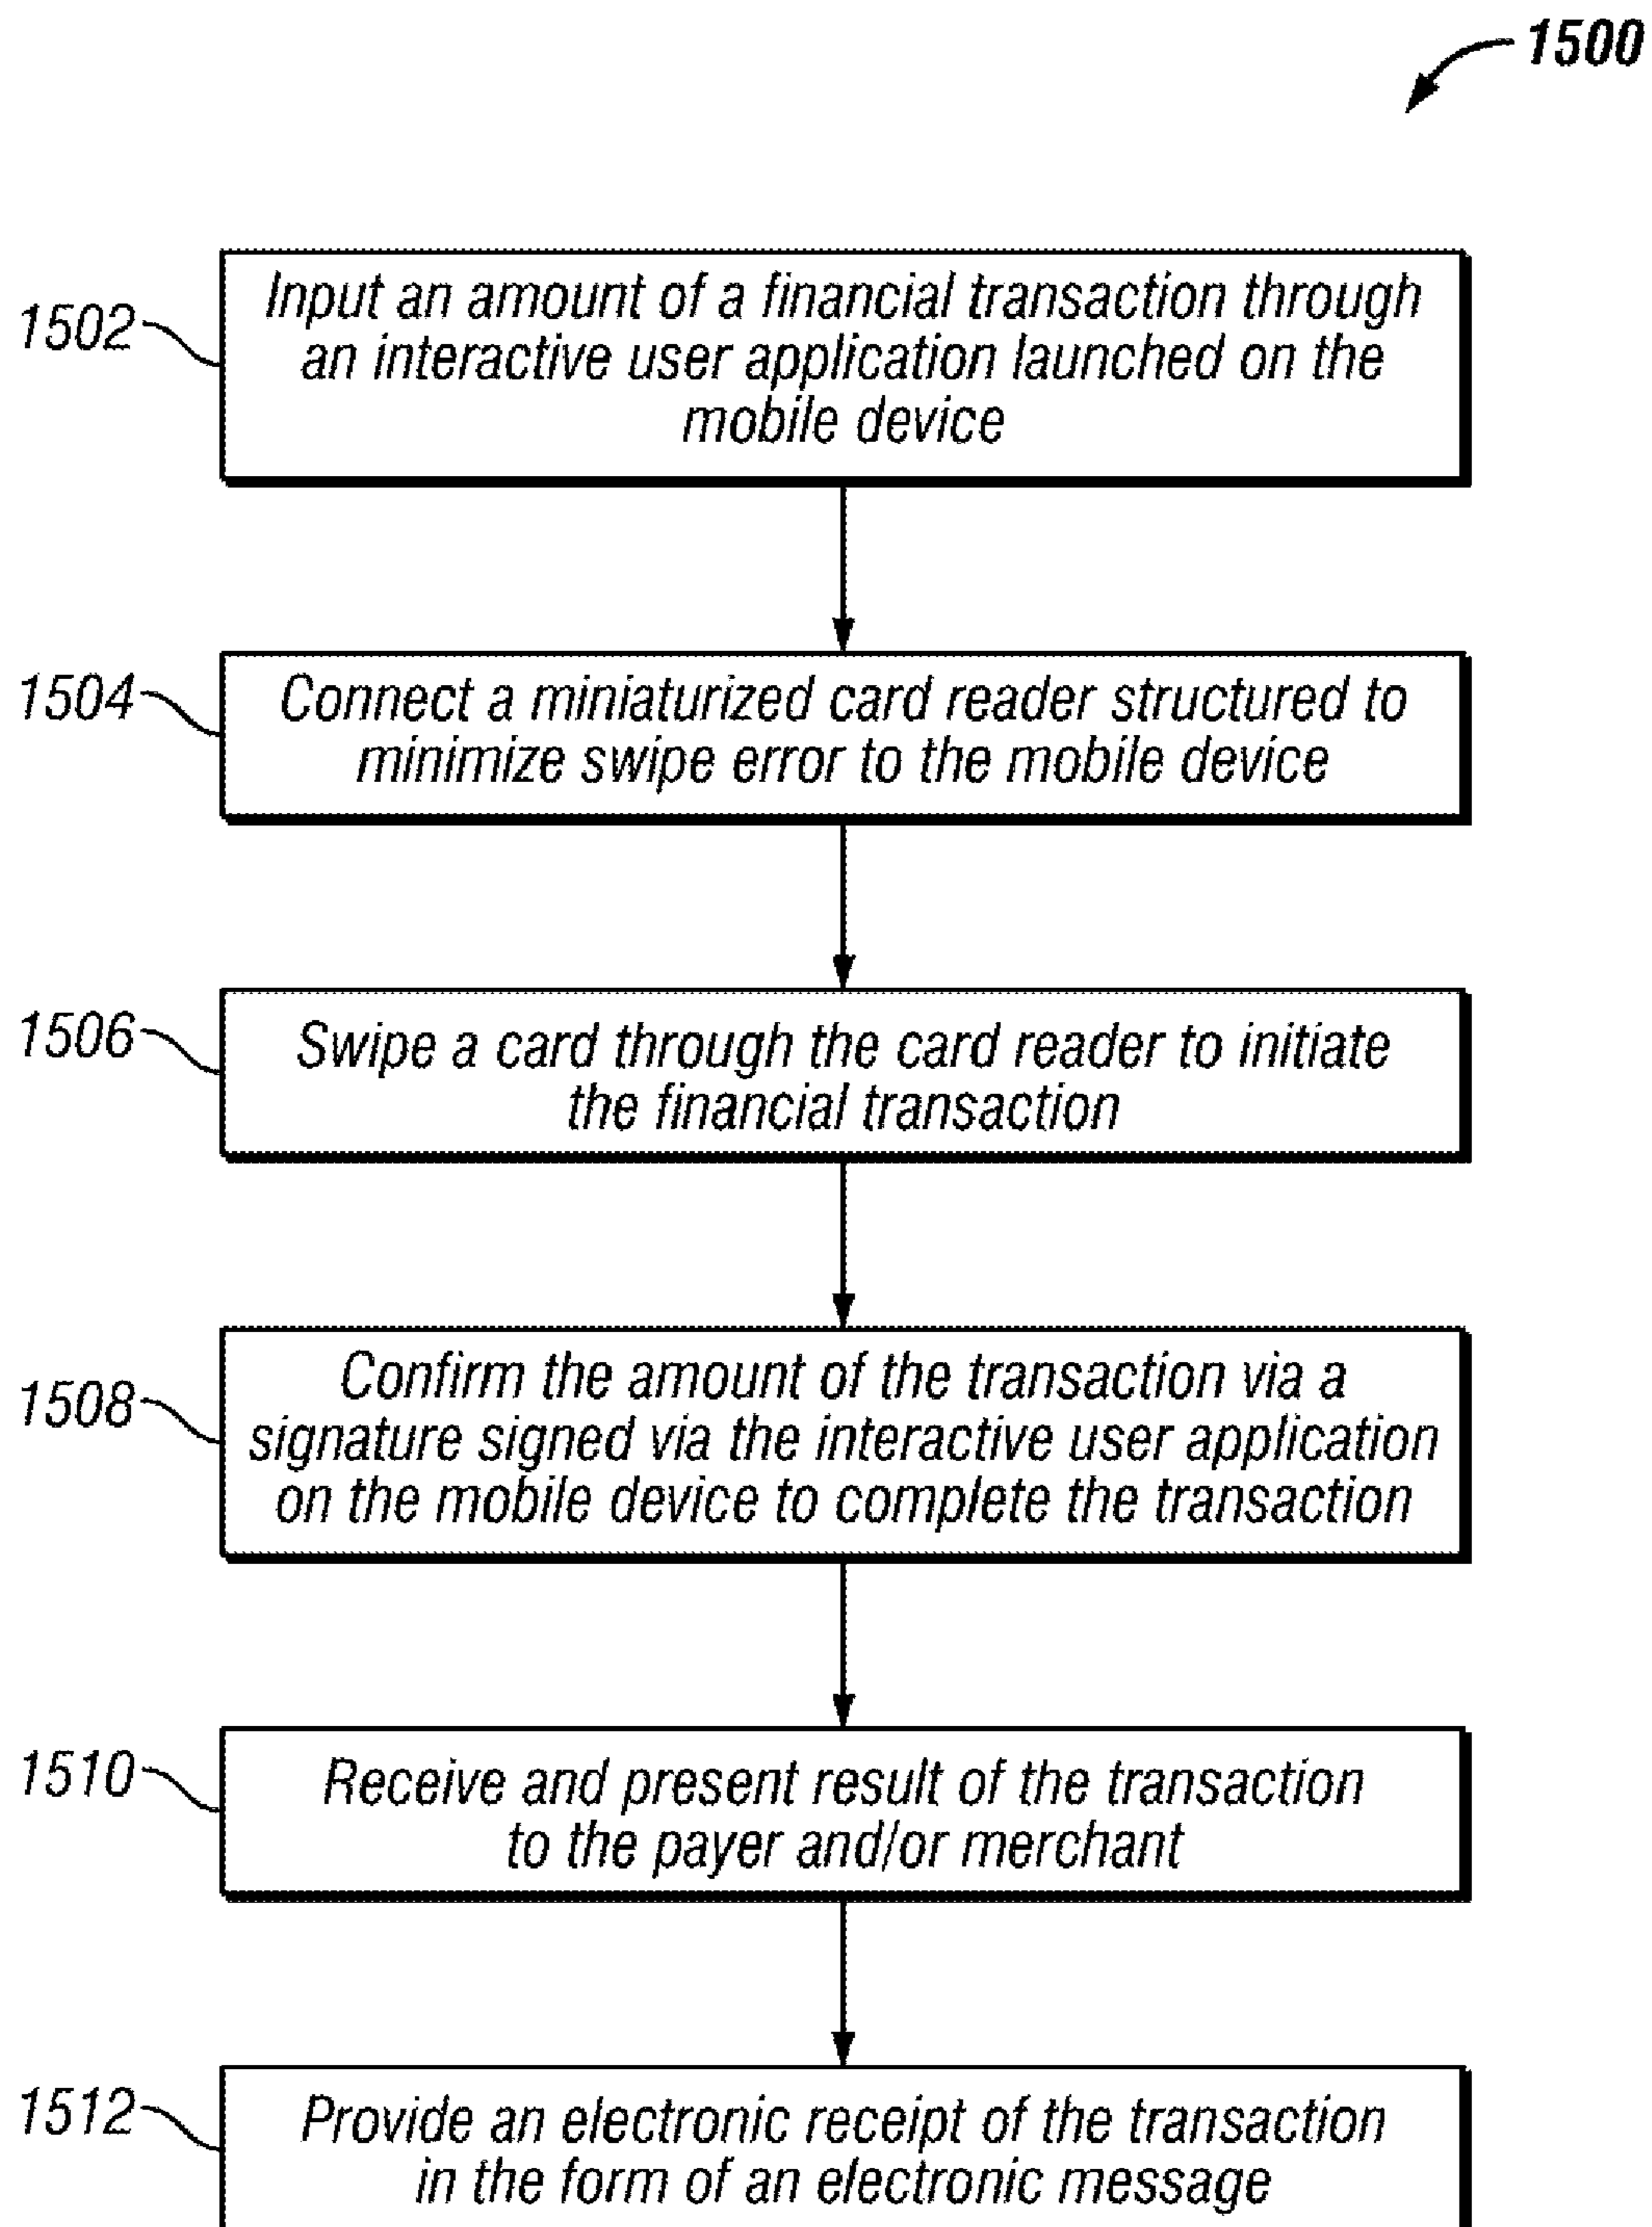 1500
1502
Input an amount of a financial transaction through
an interactive user application launched on the
mobile device
1504
Connect a miniaturized card reader structured to
minimize swipe error to the mobile device
1506
Swipe a card through the card reader to initiate
the financial transaction
1508
Confirm the amount of the transaction via a
signature signed via the interactive user application
on the mobile device to complete the transaction
1510
Receive and present result of the transaction
to the payer and/or merchant
1512
Provide an electronic receipt of the transaction
in the form of an electronic message